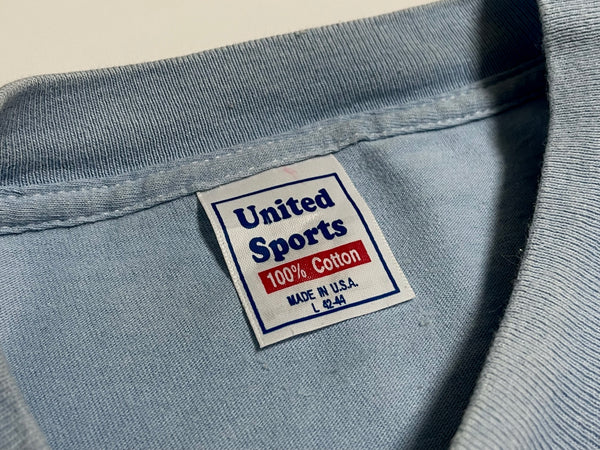 United
Sports
100% Cotton
MADE IN U.S.A.
L 42-44